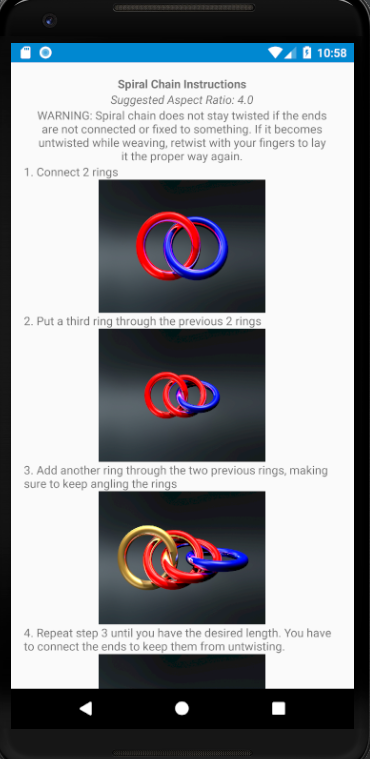 10:58
Spiral Chain Instructions
Suggested Aspect Ratio: 4.0
WARNING: Spiral chain does not stay twisted if the ends
are not connected or fixed to something. If it becomes
untwisted while weaving, retwist with your fingers to lay
it the proper way again.
1. Connect 2 rings
2. Put a third ring through the previous 2 rings
3. Add another ring through the two previous rings, making
sure to keep angling the rings
4. Repeat step 3 until you have the desired length. You have
to connect the ends to keep them from untwisting.